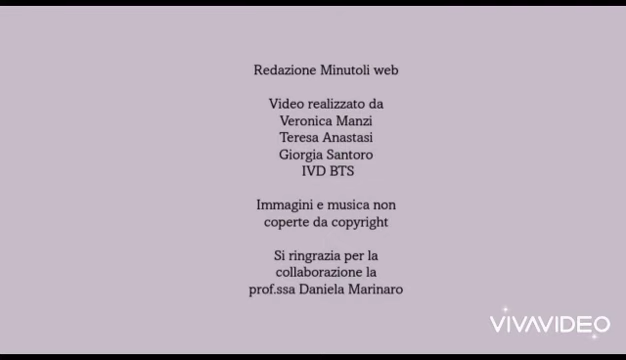 Redazione Minutoli web
Video realizzato da
Veronica Manzi
Teresa Anastasi
Giorgia Santoro
IVD BTS
Immagini e musica non
coperte da copyright
Si ringrazia per la
collaborazione la
prof.ssa Daniela Marinaro
VIVAVIDEO